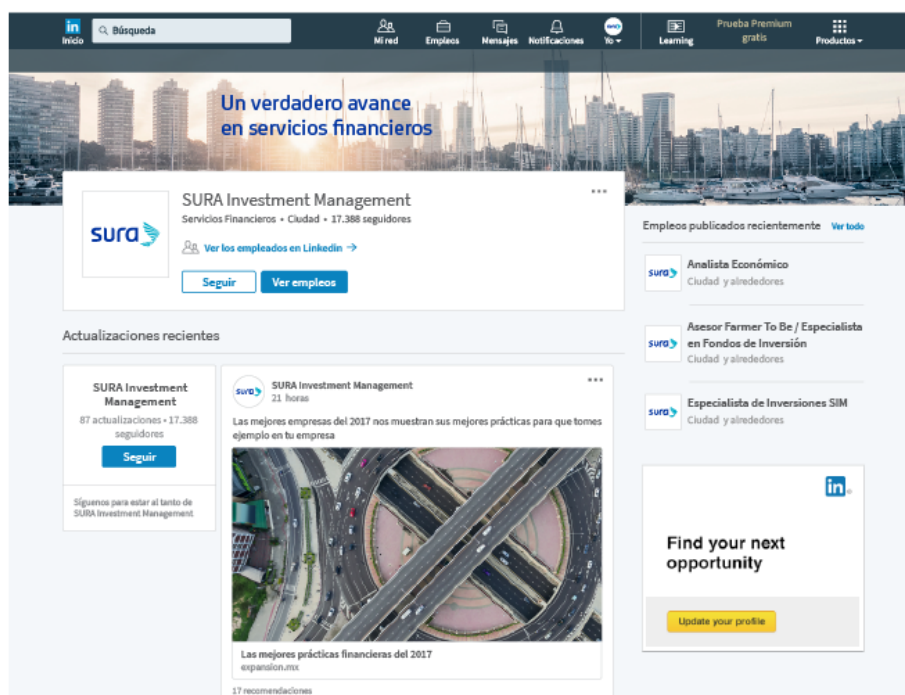 in
Inicio
Búsqueda
Mi red
Empleos
Mensajes
Notificaciones
Yo
Learning
Prueba Premium
gratis
Productos
Un verdadero avance
en servicios financieros
sura
SURA Investment Management
Servicios Financieros • Ciudad • 17.388 seguidores
Ver los empleados en Linkedin →
Seguir
Ver empleos
Actualizaciones recientes
SURA Investment
Management
87 actualizaciones • 17.388
seguidores
Seguir
Síguenos para estar al tanto de
SURA Investment Management
sura
SURA Investment Management
21 horas
Las mejores empresas del 2017 nos muestran sus mejores prácticas para que tomes
ejemplo en tu empresa
Las mejores prácticas financieras del 2017
expansion.mx
17 recomendaciones
Empleos publicados recientemente
Ver todo
sura
Analista Económico
Ciudad y alrededores
sura
Asesor Farmer To Be / Especialista
en Fondos de Inversión
Ciudad y alrededores
sura
Especialista de Inversiones SIM
Ciudad y alrededores
in
Find your next
opportunity
Update your profile